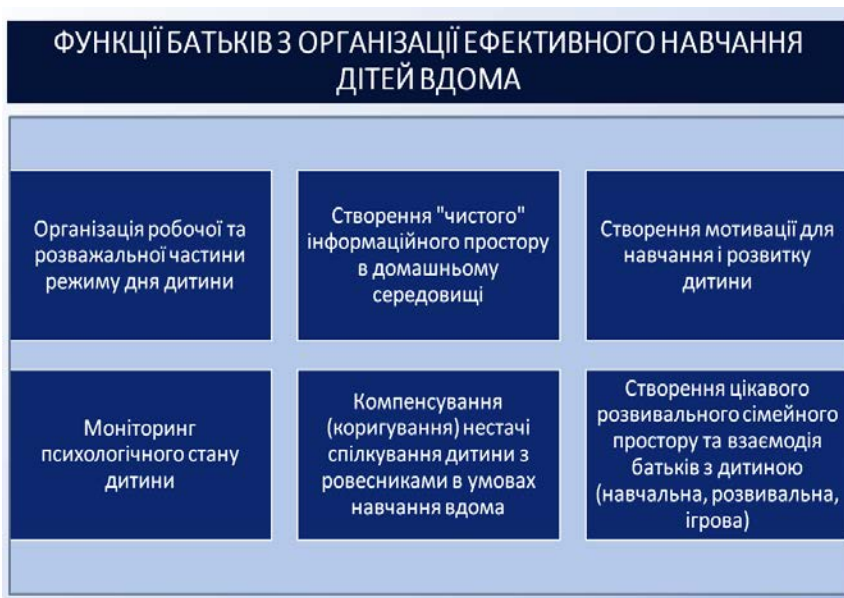 ФУНКЦІЇ БАТЬКІВ З ОРГАНІЗАЦІЇ ЕФЕКТИВНОГО НАВЧАННЯ
ДІТЕЙ ВДОМА
Організація робочої та
розважальної частини
режиму дня дитини
Створення "чистого"
інформаційного простору
в домашньому
середовищі
Створення мотивації для
навчання і розвитку
дитини
Моніторинг
психологічного стану
дитини
Компенсування
(коригування) нестачі
спілкування дитини з
ровесниками в умовах
навчання вдома
Створення цікавого
розвивального сімейного
простору та взаємодія
батьків з дитиною
(навчальна, розвивальна,
ігрова)